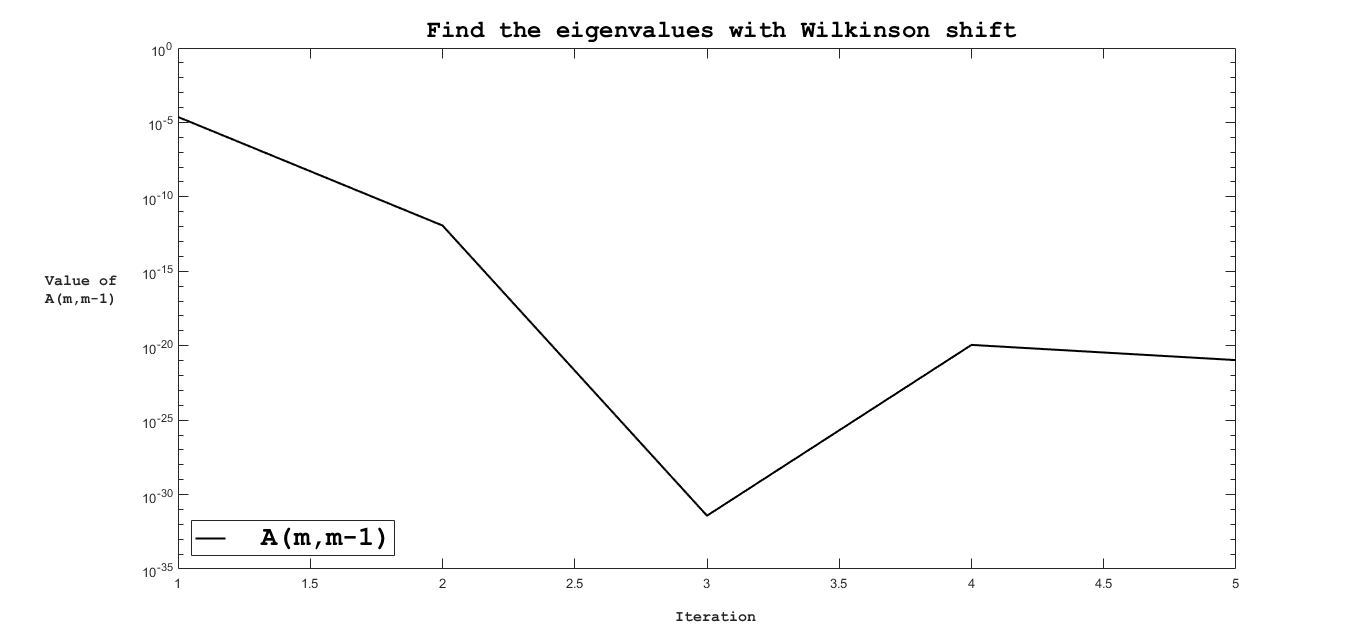 Find the eigenvalues with Wilkinson shift
10^0
10^-5
10^-10
10^-15
10^-20
10^-25
10^-30
10^-35
Value of
A(m,m-1)
A(m,m-1)
1 1.5 2 2.5 3 3.5 4 4.5 5
Iteration